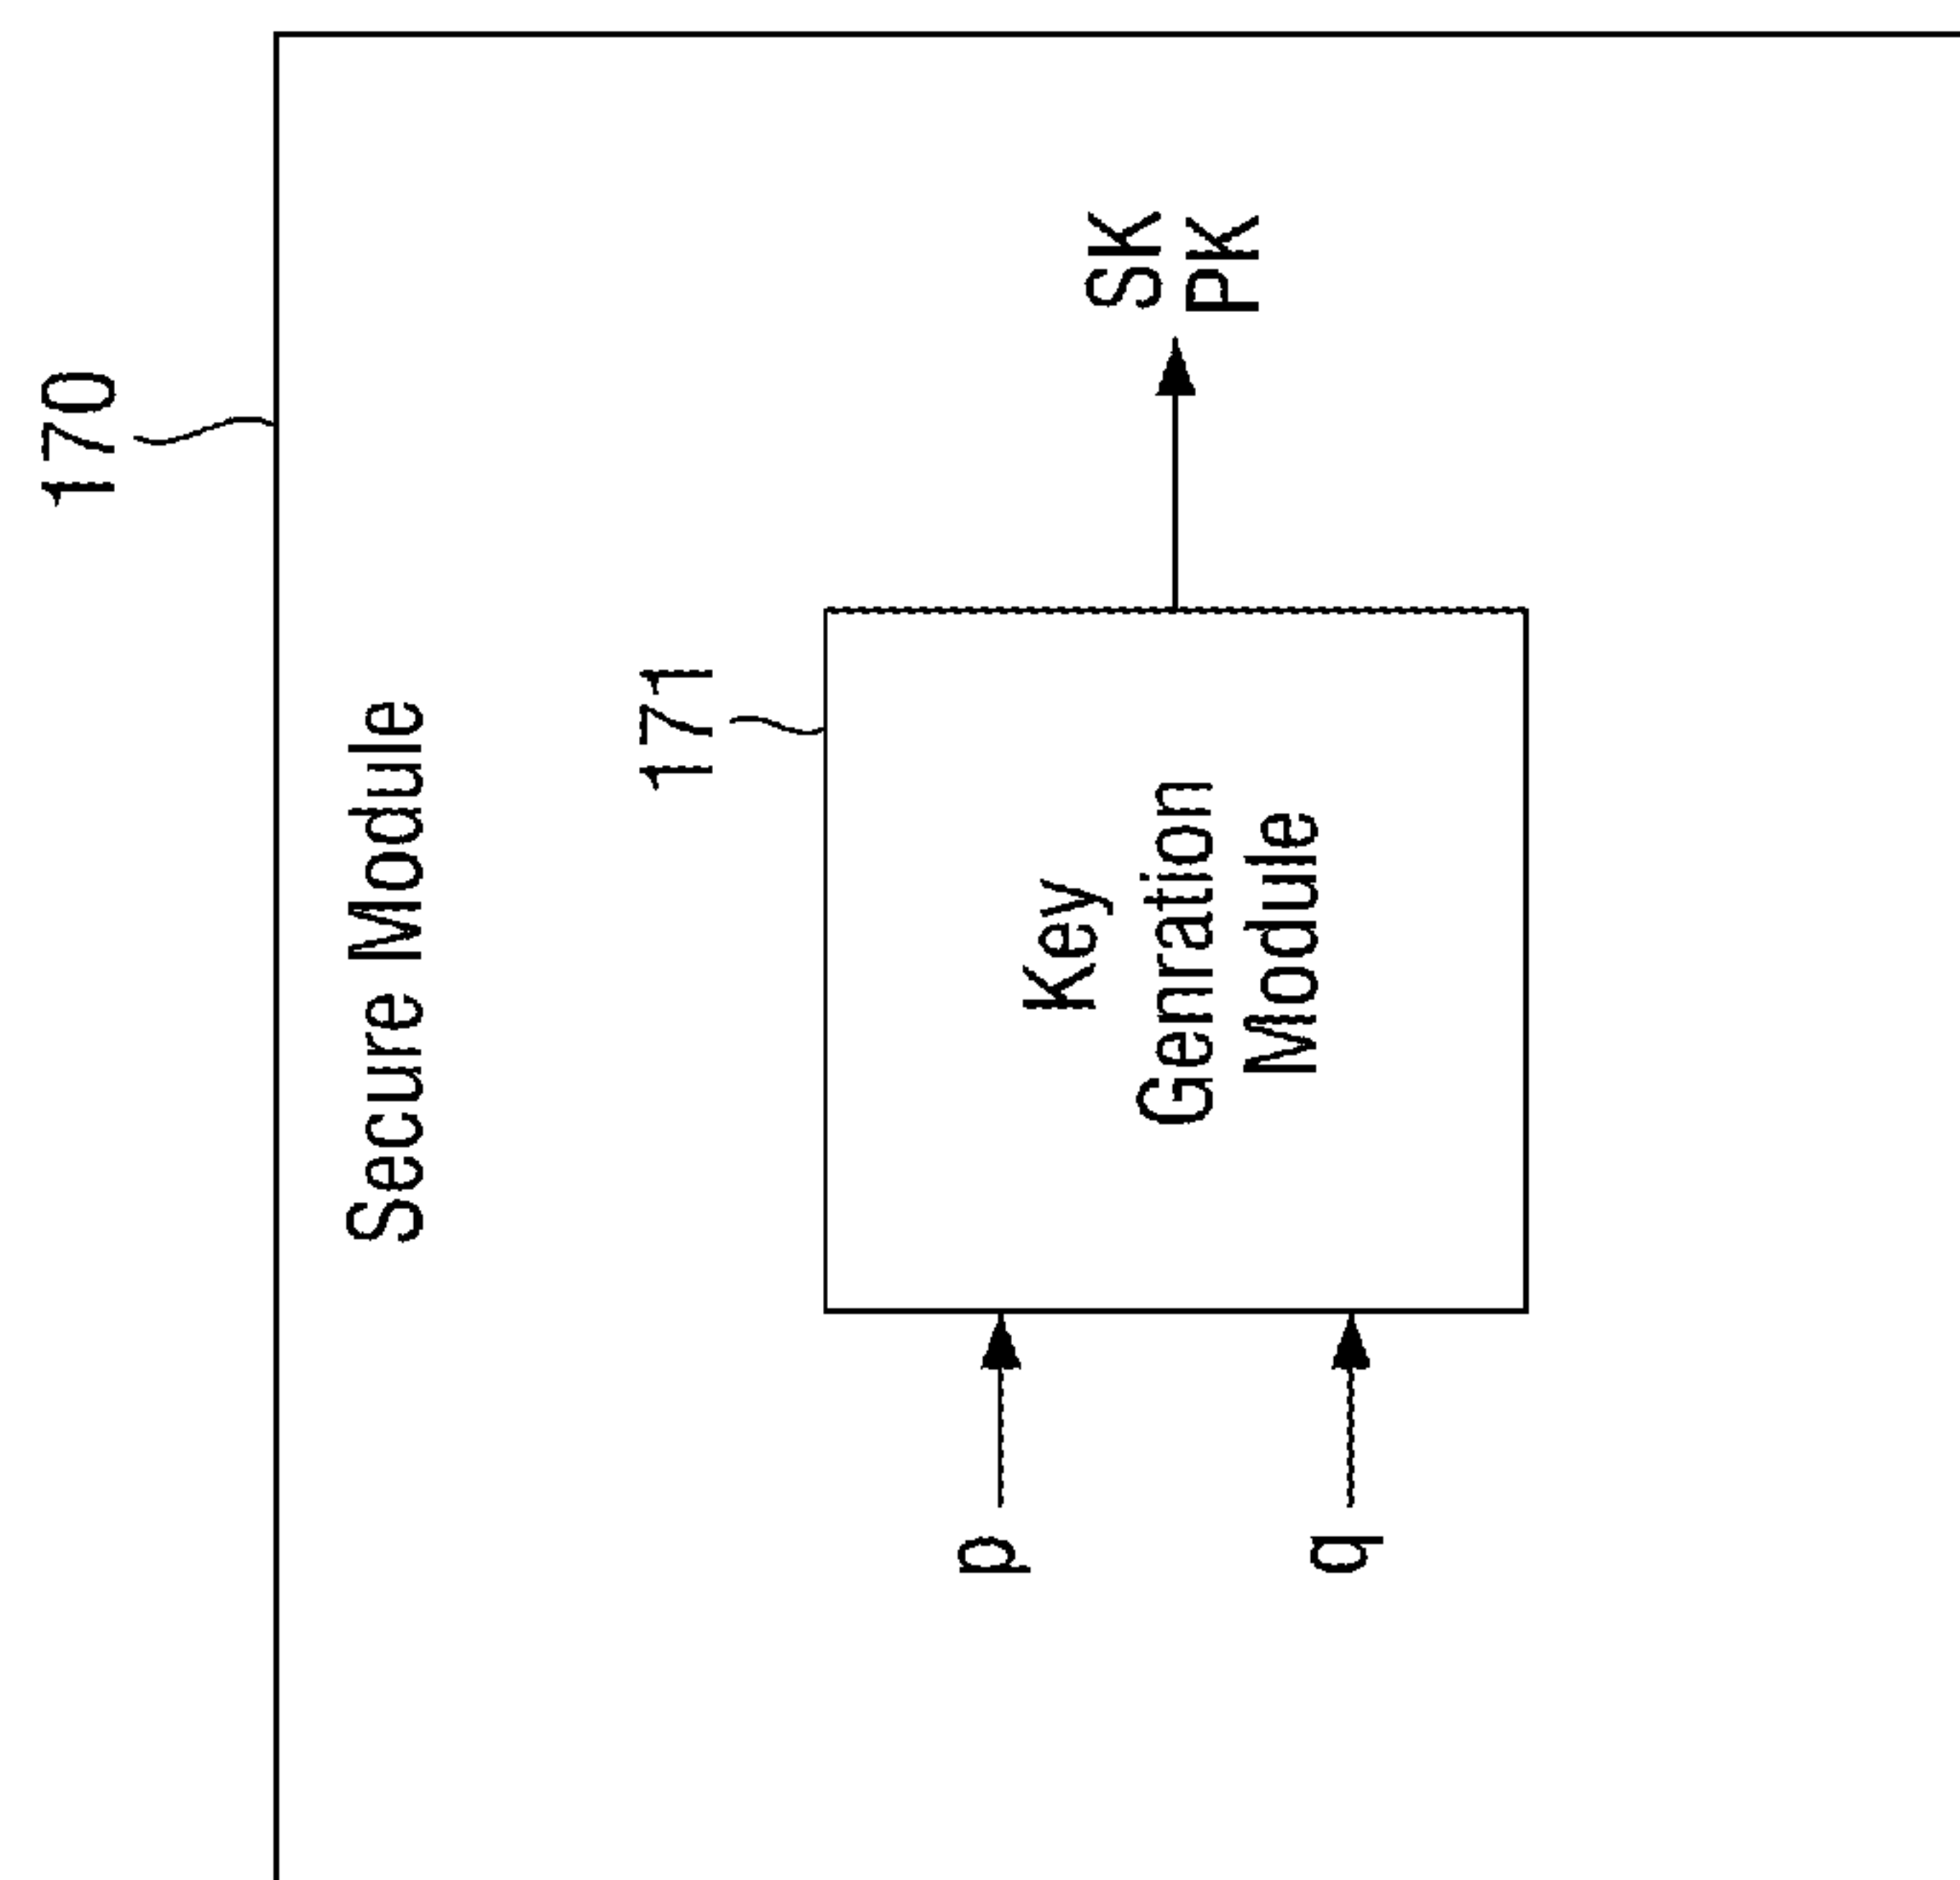 170
Secure Module
171
Key
Genration
Module
p
q
SK
PK